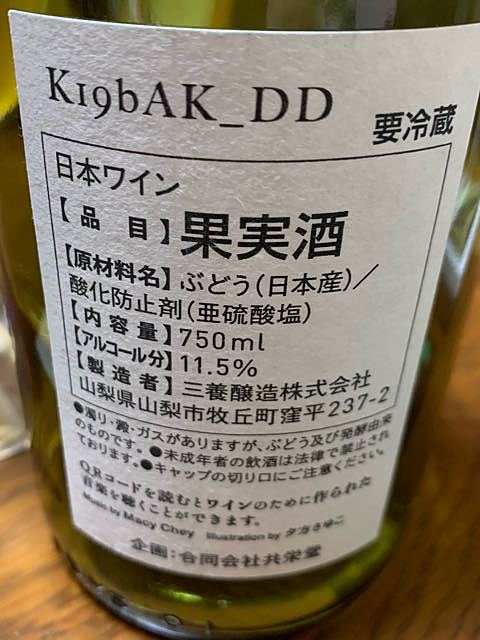 K19bAK_DD
要冷蔵
日本ワイン
【品目】果実酒
【原材料名】ぶどう(日本産)/
酸化防止剤(亜硫酸塩)
【内容量】750ml
【アルコール分】11.5%
【製造者】三養醸造株式会社
山梨県山梨市牧丘町窪平237-2
●濁り・澱・ガスがありますが、ぶどう及び発酵由来
のものです。●未成年者の飲酒は法律で禁止され
ております。●キャップの切り口にご注意ください。
QRコードを読むとワインのために作られた
音楽を聴くことができます。
Music by Macy Chey Illustration by タカさゆこ
企画:合同会社共栄堂